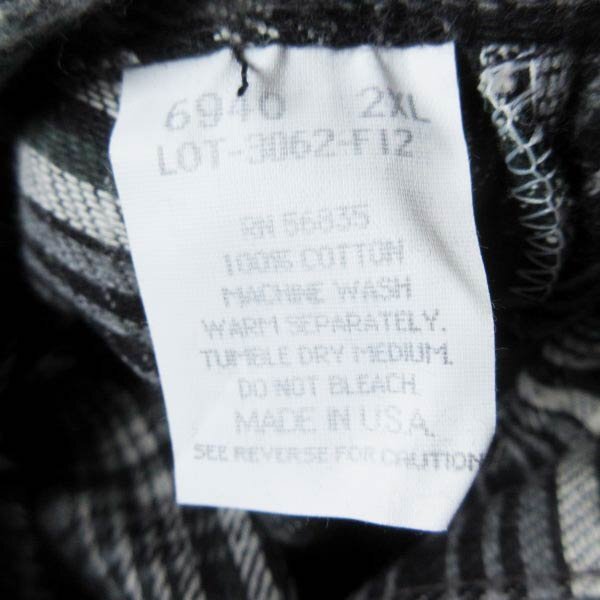 6940 2XL
LOT-3062-F12
RN 56835
100% COTTON
MACHINE WASH
WARM SEPARATELY.
TUMBLE DRY MEDIUM.
DO NOT BLEACH
MADE IN U.S.A.
SEE REVERSE FOR CAUTION